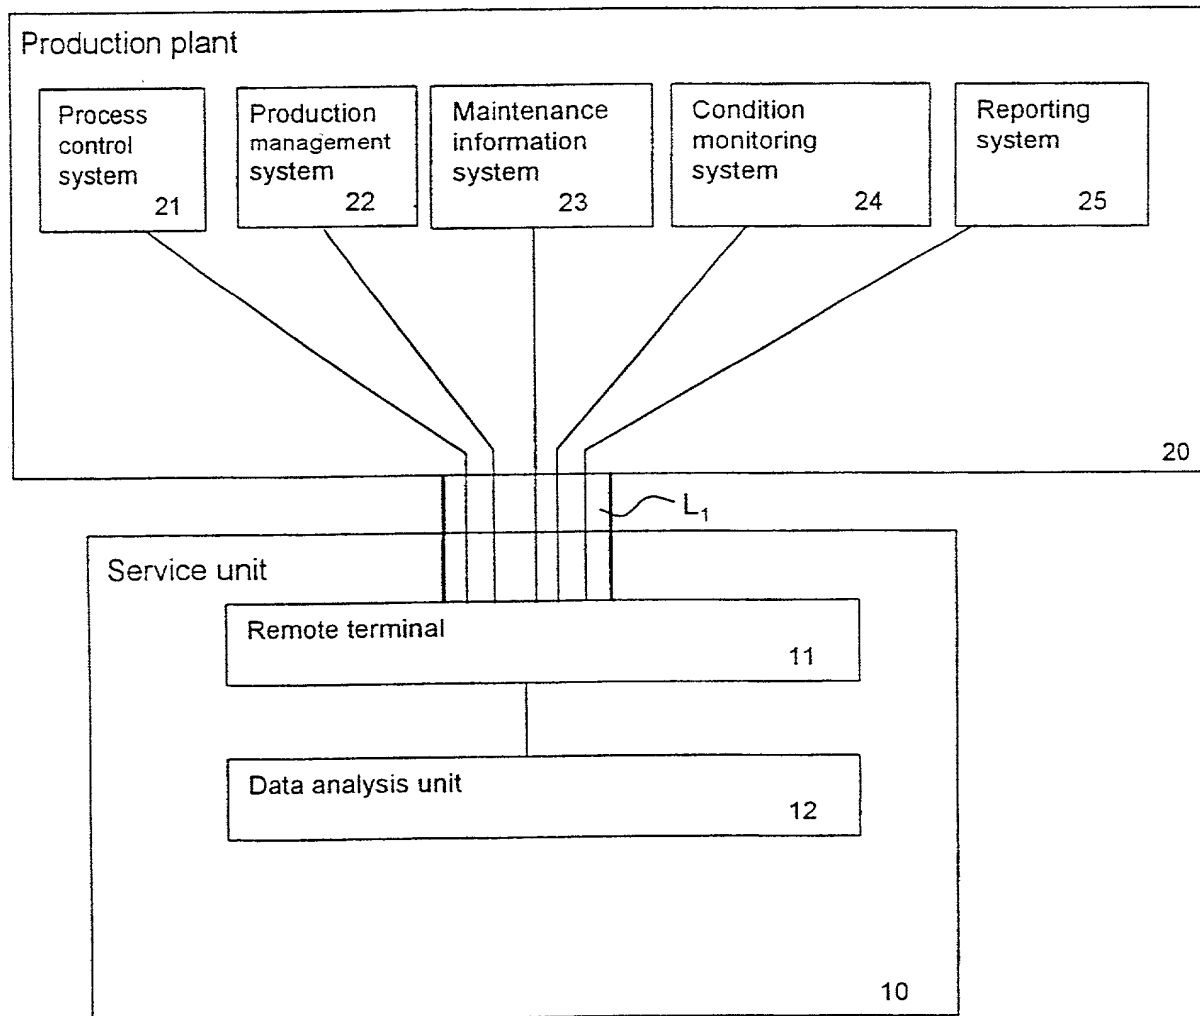 Production plant
Process
control
system
21
Production
management
system
22
Maintenance
information
system
23
Condition
monitoring
system
24
Reporting
system
25
20
L1
Service unit
Remote terminal
11
Data analysis unit
12
10